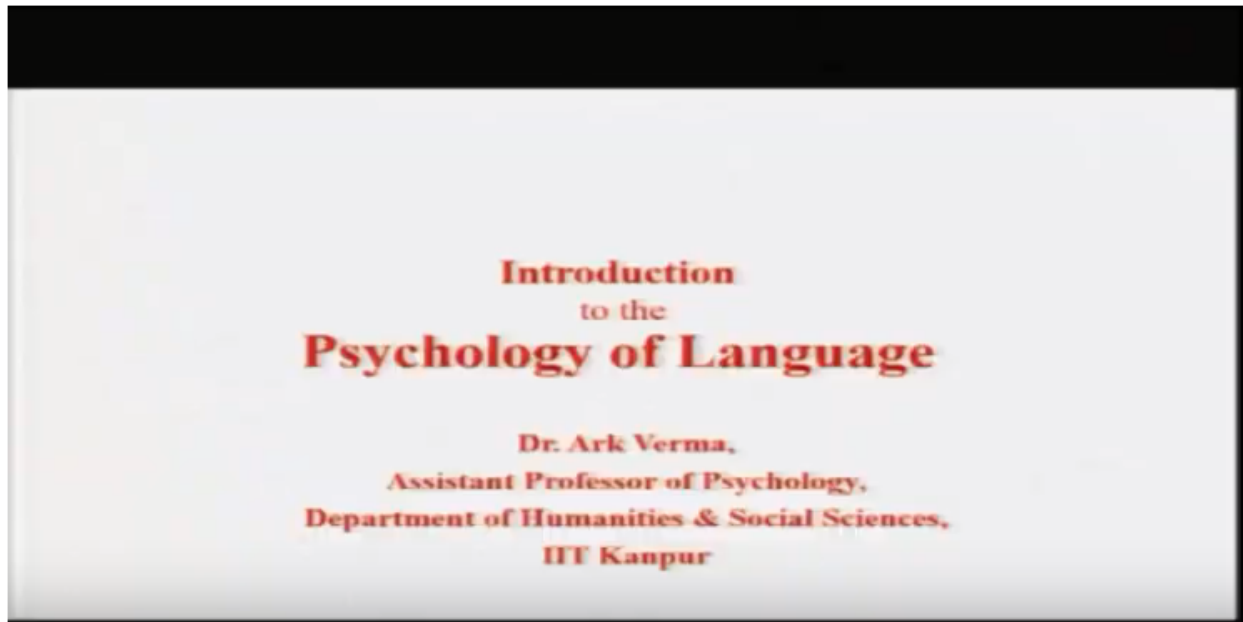 Introduction
to the
Psychology of Language
Dr. Ark Verma,
Assistant Professor of Psychology,
Department of Humanities & Social Sciences,
IIT Kanpur